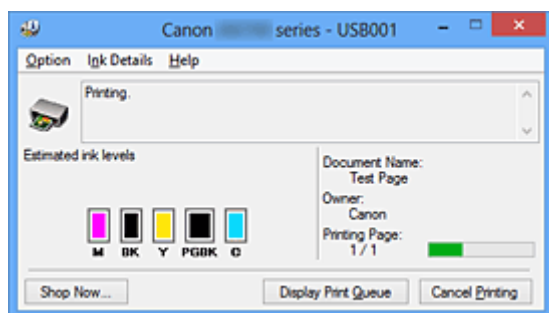 Canon series - USB001
Option Ink Details Help
Printing.
Estimated ink levels
Document Name:
Test Page
Owner:
Canon
Printing Page:
1 / 1
M BK Y PGBK C
Shop Now... Display Print Queue Cancel Printing